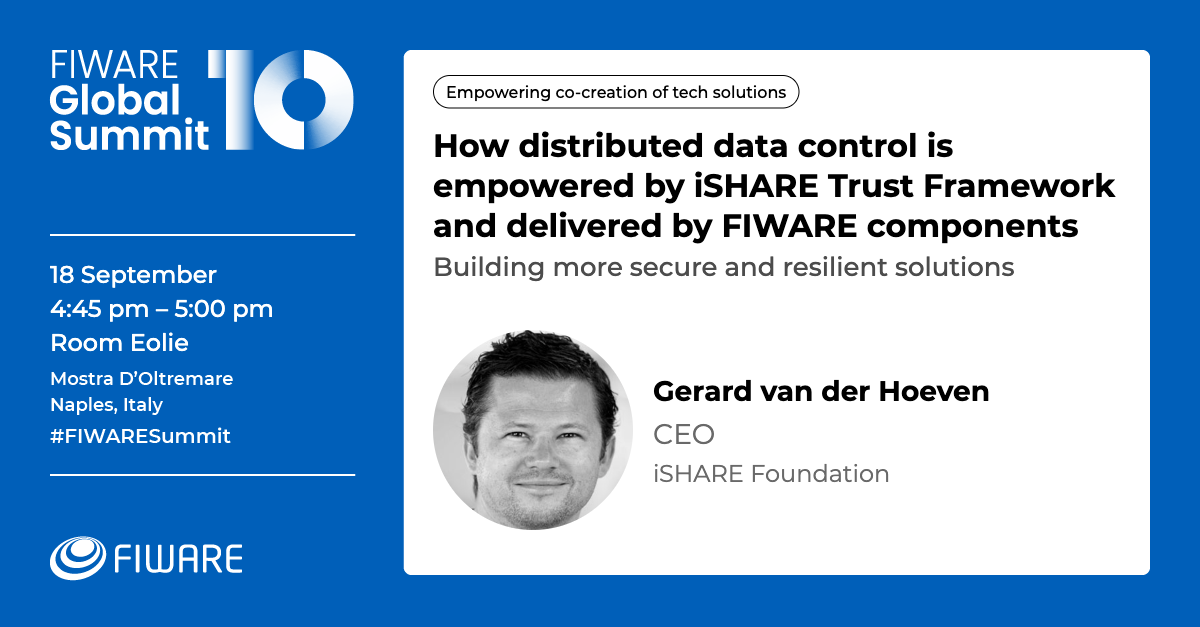 FIWARE
Global
Summit
10
18 September
4:45 pm – 5:00 pm
Room Eolie
Mostra D’Oltremare
Naples, Italy
#FIWARESummit
FIWARE
Empowering co-creation of tech solutions
How distributed data control is
empowered by iSHARE Trust Framework
and delivered by FIWARE components
Building more secure and resilient solutions
Gerard van der Hoeven
CEO
iSHARE Foundation